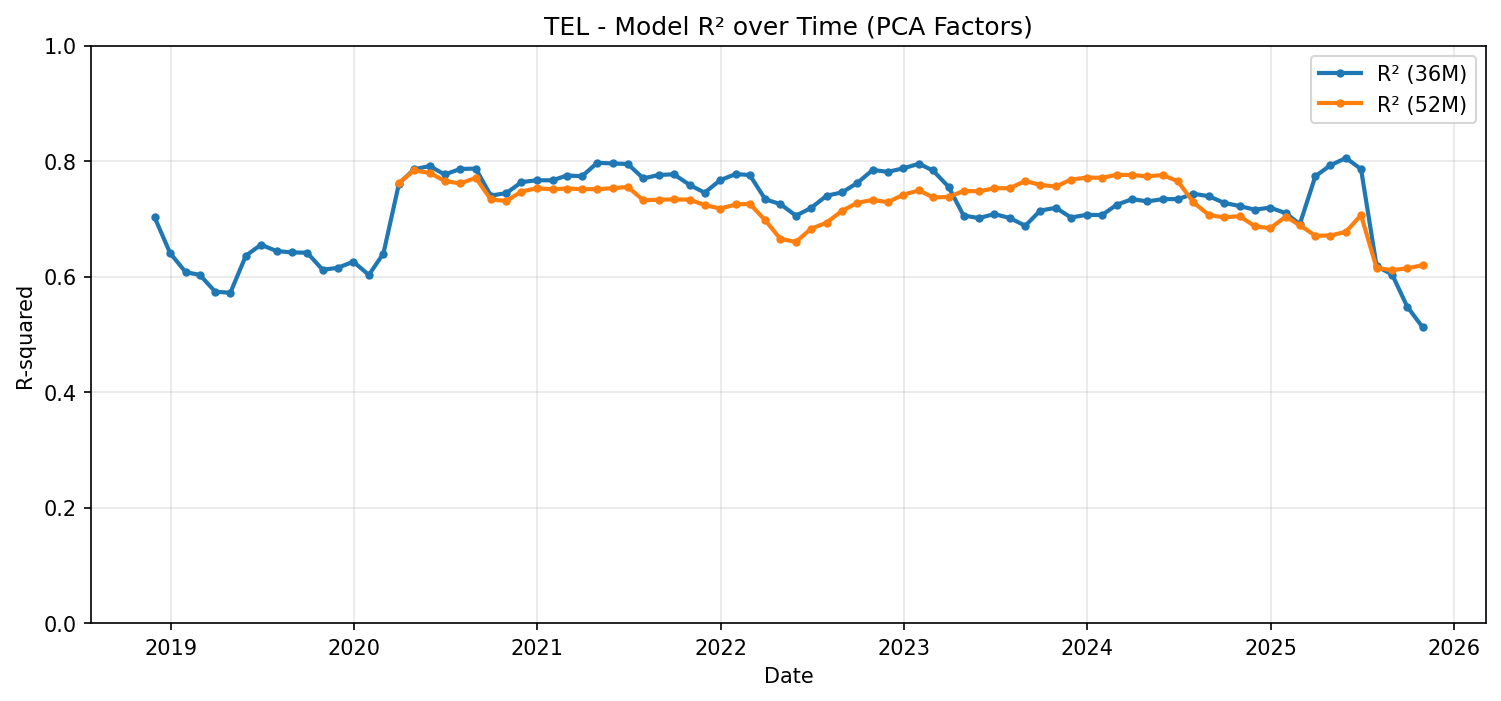 TEL - Model R² over Time (PCA Factors)
1.0
0.8
0.6
0.4
0.2
0.0
R-squared
R² (36M)
R² (52M)
2019 2020 2021 2022 2023 2024 2025 2026
Date